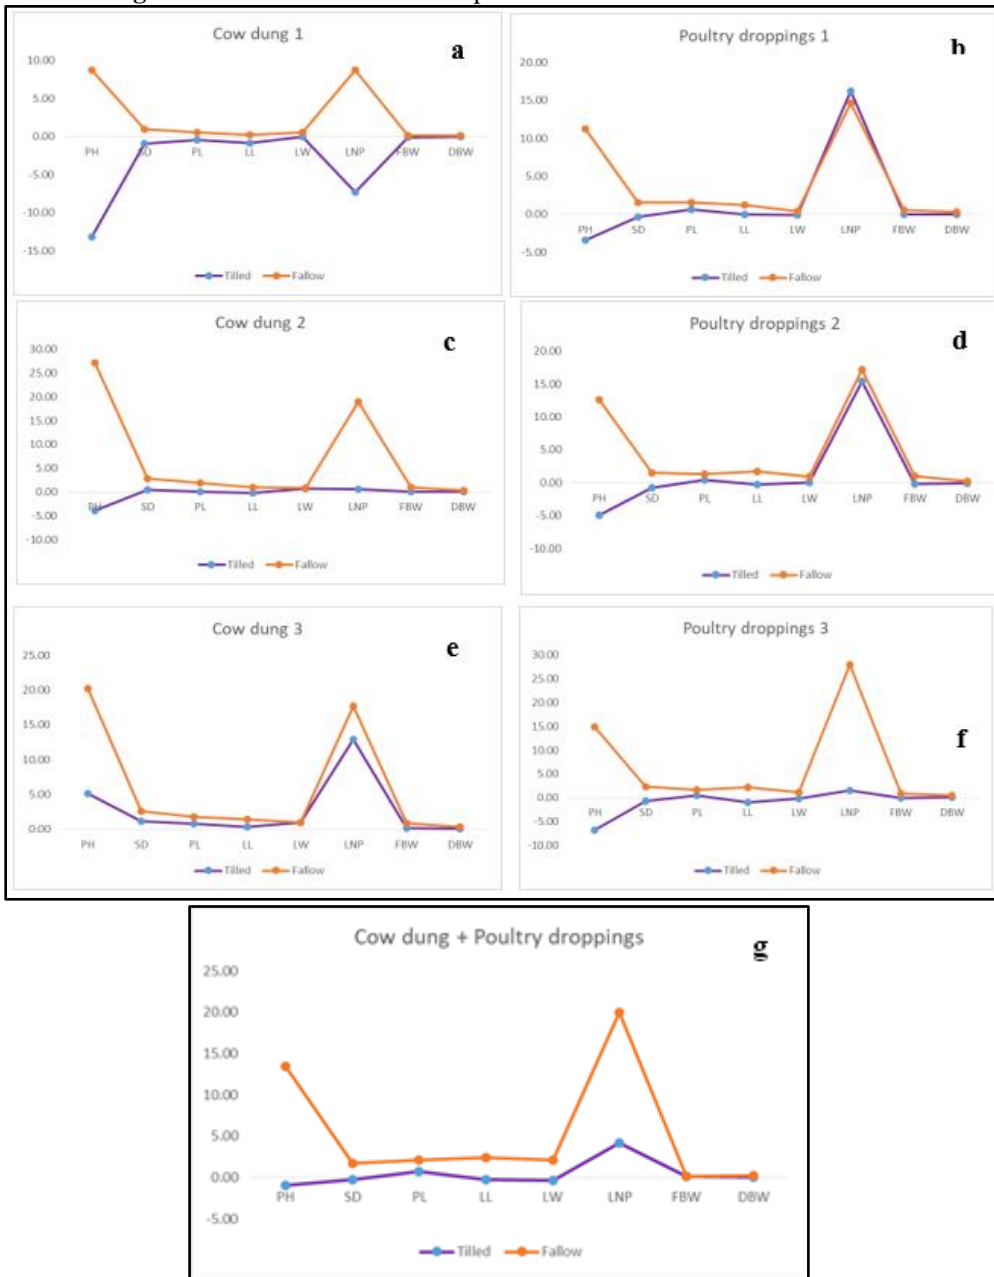 Cow dung 1
a
10.00
5.00
0.00
-5.00
-10.00
-15.00
PH SD PL LL LW LNP FBW DBW
Tilled Fallow
Poultry droppings 1
b
20.00
15.00
10.00
5.00
0.00
-5.00
PH SD PL LL LW LNP FBW DBW
Tilled Fallow
Cow dung 2
c
30.00
25.00
20.00
15.00
10.00
5.00
0.00
-5.00
-10.00
PH SD PL LL LW LNP FBW DBW
Tilled Fallow
Poultry droppings 2
d
20.00
15.00
10.00
5.00
0.00
-5.00
-10.00
PH SD PL LL LW LNP FBW DBW
Tilled Fallow
Cow dung 3
e
25.00
20.00
15.00
10.00
5.00
0.00
PH SD PL LL LW LNP FBW DBW
Tilled Fallow
Poultry droppings 3
f
30.00
25.00
20.00
15.00
10.00
5.00
0.00
-5.00
-10.00
PH SD PL LL LW LNP FBW DBW
Tilled Fallow
Cow dung + Poultry droppings
g
25.00
20.00
15.00
10.00
5.00
0.00
-5.00
PH SD PL LL LW LNP FBW DBW
Tilled Fallow